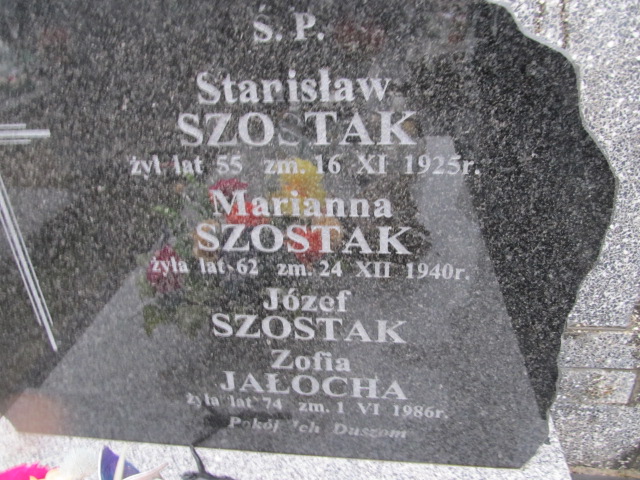 Ś. P.
Stanisław
SZOSTAK
żył lat 55 zm. 16 XI 1925r.
Marianna
SZOSTAK
żyła lat 62 zm. 24 XII 1940r.
Józef
SZOSTAK
Zofia
JAŁOCHA
żyła lat 74 zm. 1 VI 1986r.
Pokój Ich Duszom